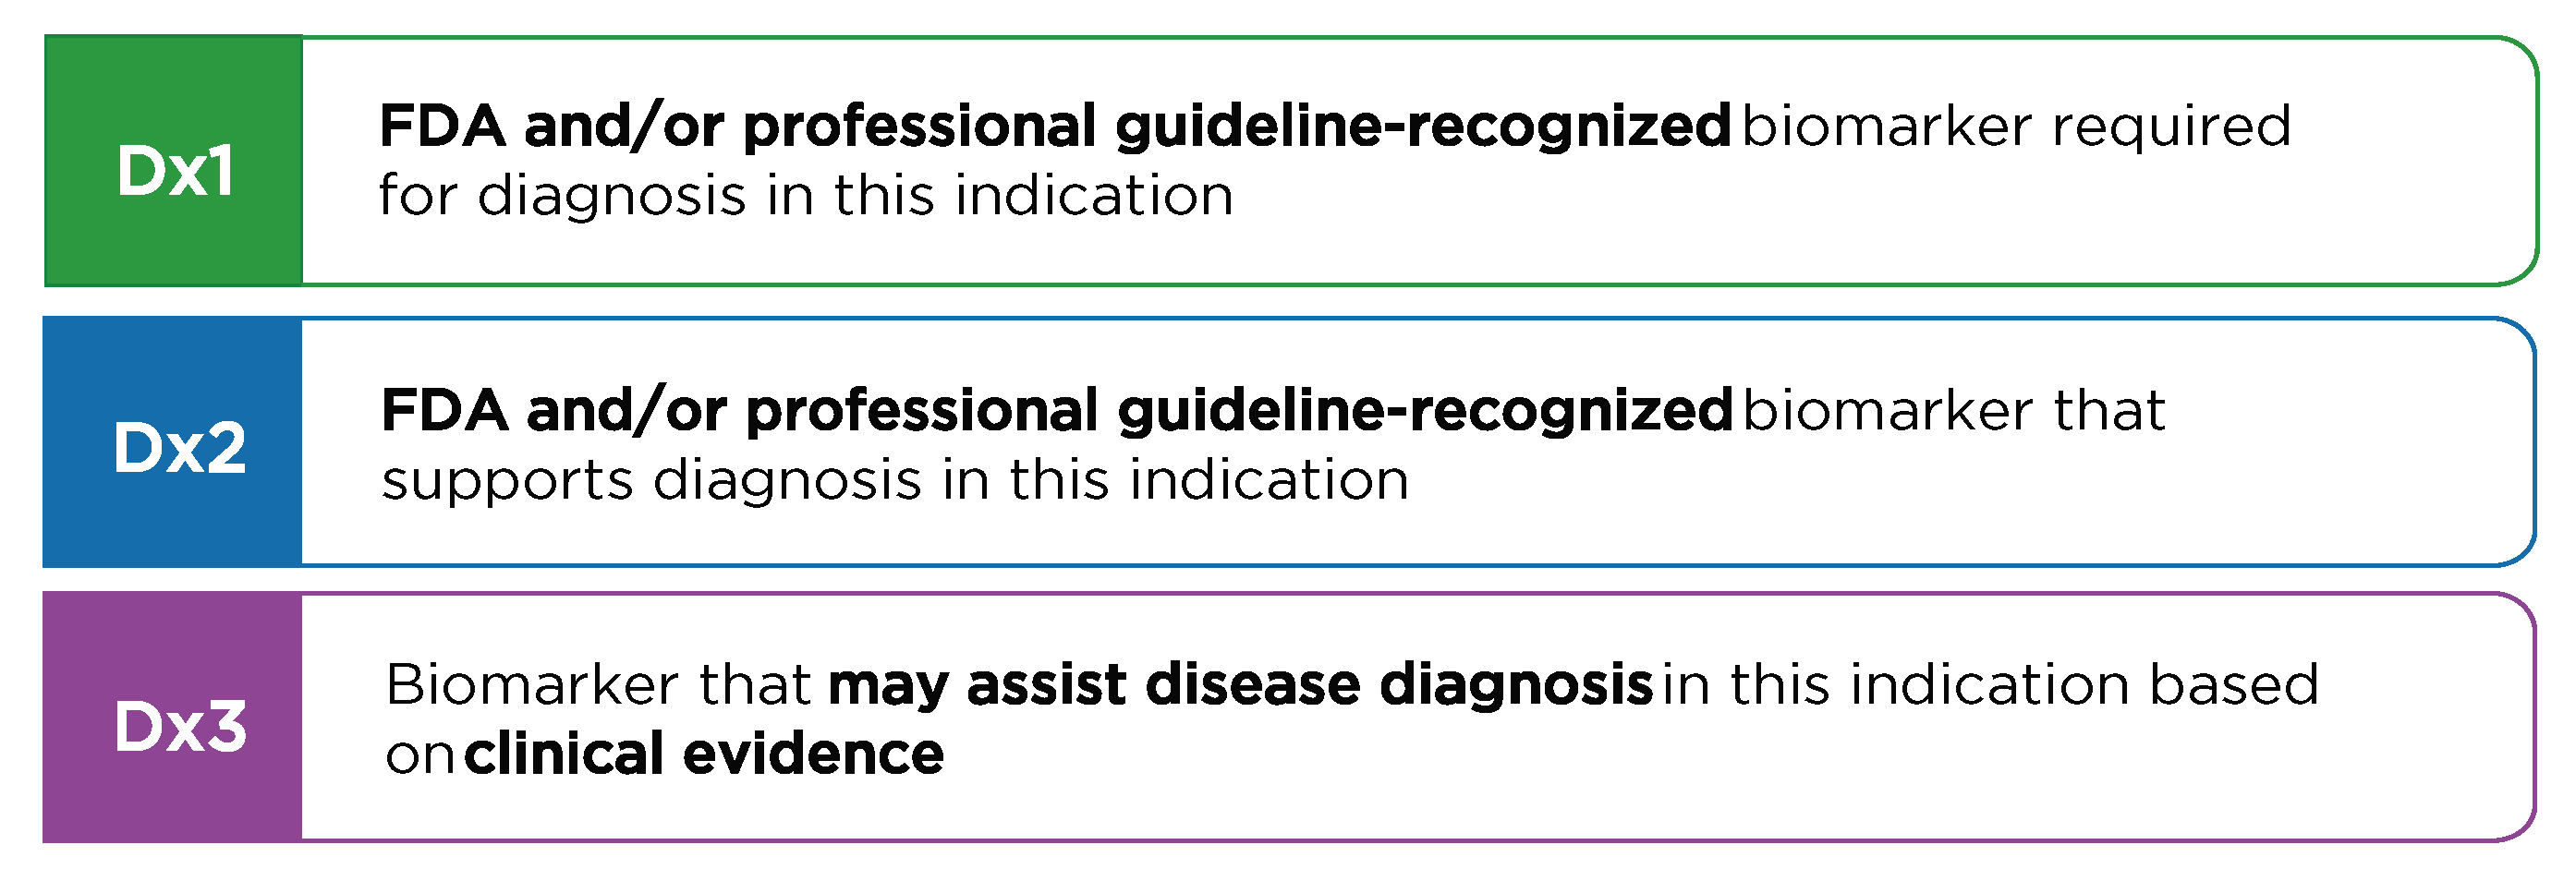 Dx1
FDA and/or professional guideline-recognized biomarker required
for diagnosis in this indication
Dx2
FDA and/or professional guideline-recognized biomarker that
supports diagnosis in this indication
Dx3
Biomarker that may assist disease diagnosis in this indication based
on clinical evidence